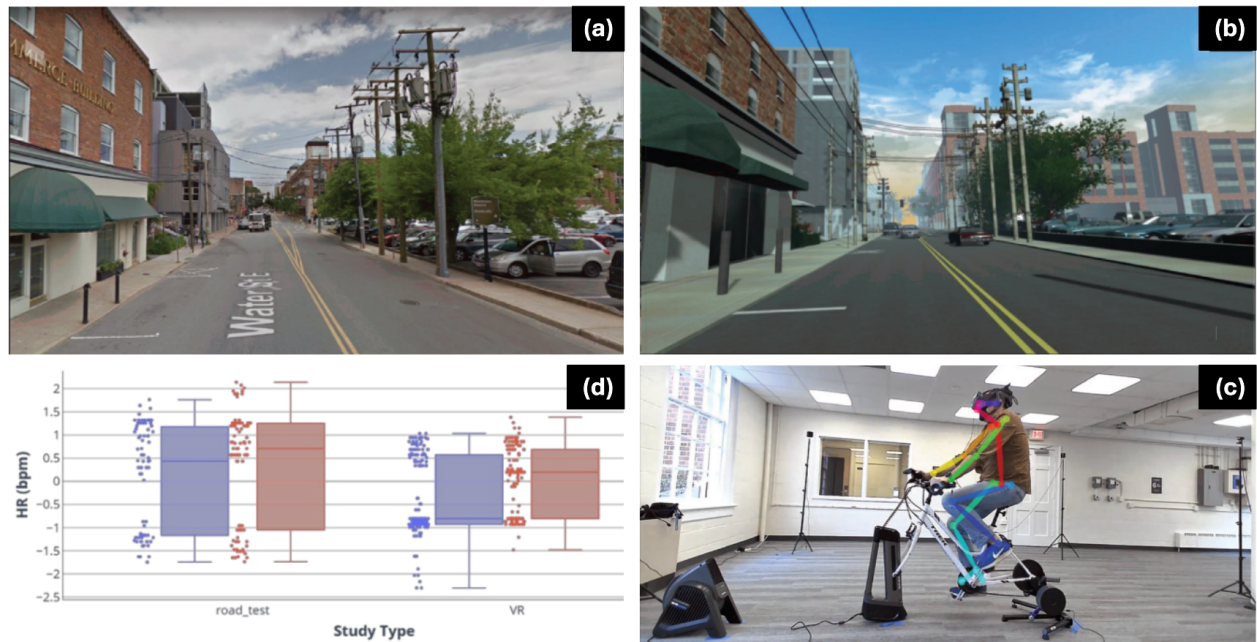 (a)
MMERCE BUILDING
Water St E
(b)
(d)
2
1.5
1
0.5
0
−0.5
−1
−1.5
−2
−2.5
HR (bpm)
road_test
VR
Study Type
(c)